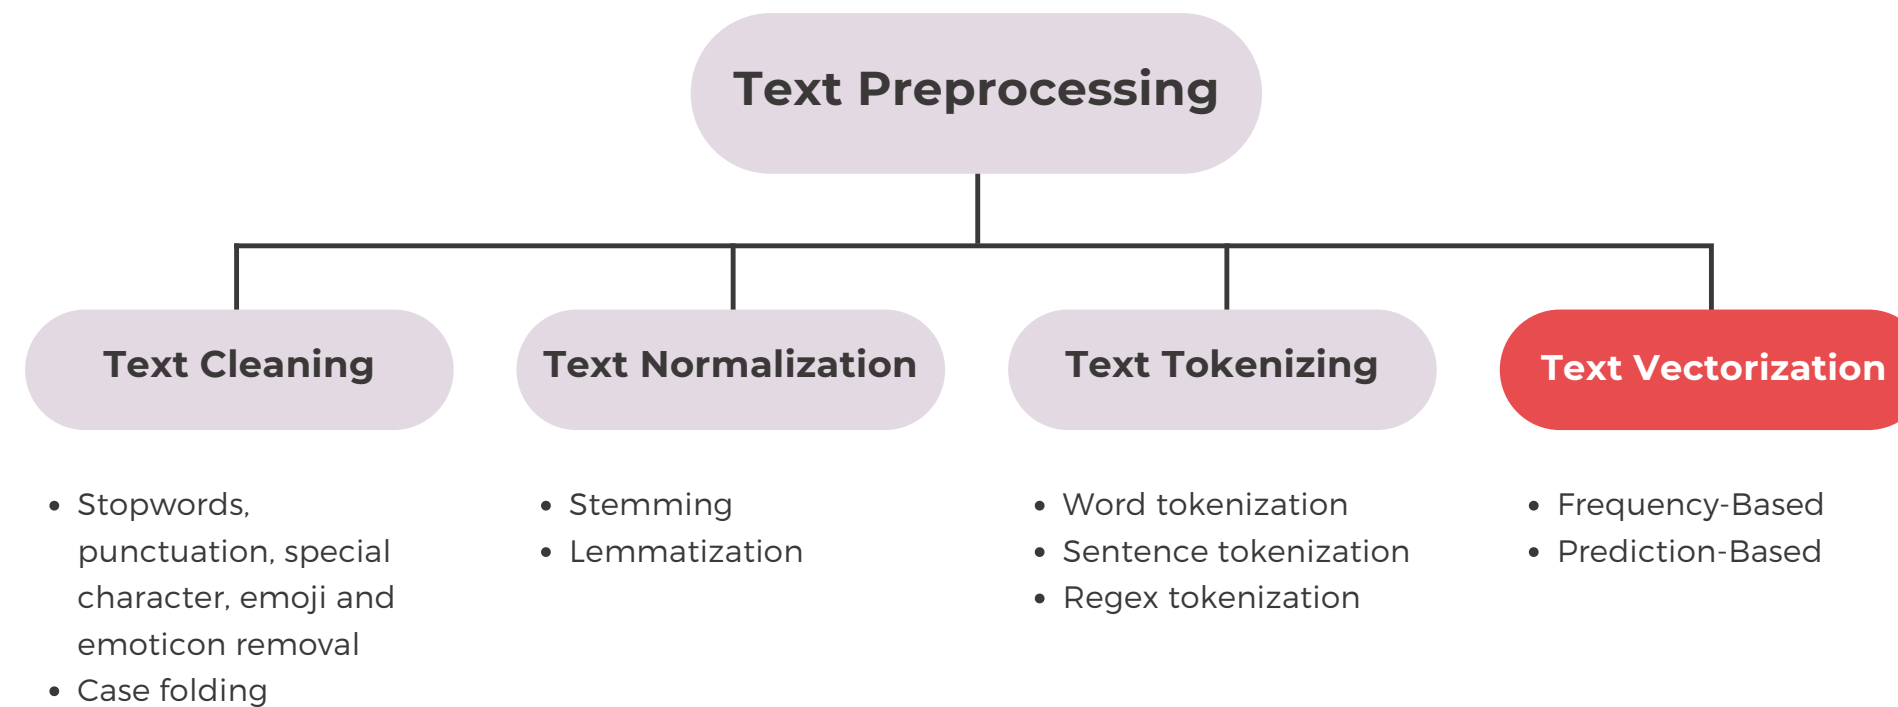 Text Preprocessing
Text Cleaning
Stopwords,
punctuation, special
character, emoji and
emoticon removal
Case folding
Text Normalization
Stemming
Lemmatization
Text Tokenizing
Word tokenization
Sentence tokenization
Regex tokenization
Text Vectorization
Frequency-Based
Prediction-Based